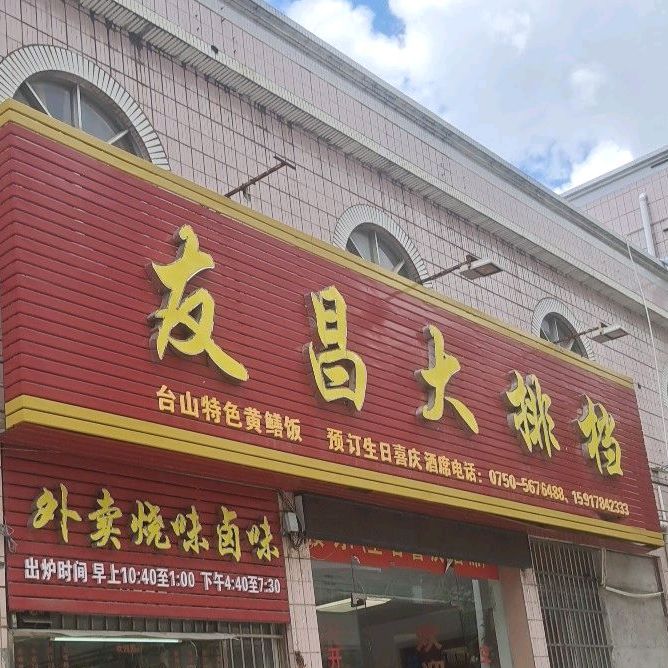 友昌大排档
台山特色黄鳝饭 预订生日喜庆酒席电话：0750-5676488、15917842333
外卖烧味卤味
出炉时间 早上10:40至1:00 下午4:40至7:30